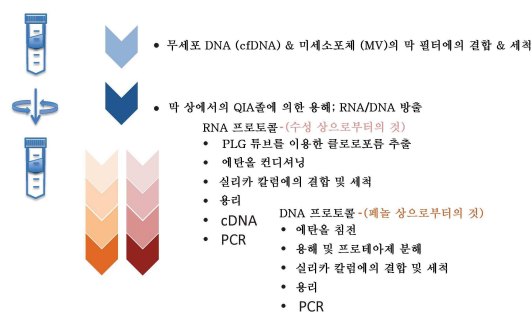 • 무세포 DNA (cfDNA) & 미세소포체 (MV)의 막 필터에의 결합 & 세척
• 막 상에서의 QIA졸에 의한 용해; RNA/DNA 방출
RNA 프로토콜-(수성 상으로부터의 것)
• PLG 튜브를 이용한 클로로포름 추출
• 에탄올 컨디셔닝
• 실리카 칼럼에의 결합 및 세척
• 용리
• cDNA
• PCR
DNA 프로토콜-(페놀 상으로부터의 것)
• 에탄올 침전
• 용해 및 프로테아제 분해
• 실리카 칼럼에의 결합 및 세척
• 용리
• PCR